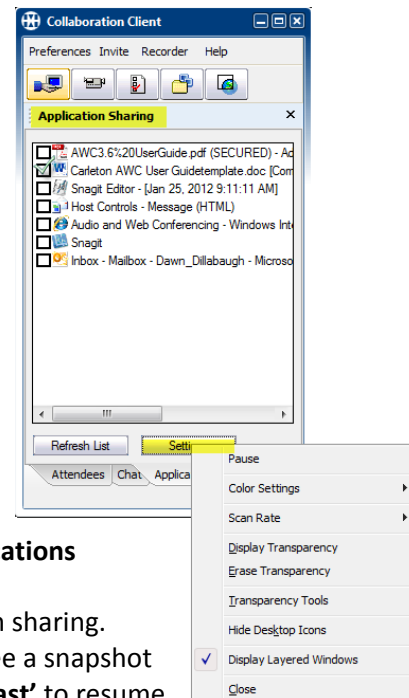 Collaboration Client
Preferences Invite Recorder Help
Application Sharing
AWC3.6%20UserGuide.pdf (SECURED) - Ad
Carleton AWC User Guidetemplate.doc [Com
Snagit Editor - [Jan 25, 2012 9:11:11 AM]
Host Controls - Message (HTML)
Audio and Web Conferencing - Windows Inte
Snagit
Inbox - Mailbox - Dawn_Dillabaugh - Microso
Refresh List Setti
Attendees Chat Applica
Pause
Color Settings
Scan Rate
Display Transparency
Erase Transparency
Transparency Tools
Hide Desktop Icons
Display Layered Windows
Close
ations
n sharing.
ee a snapshot
ast' to resume